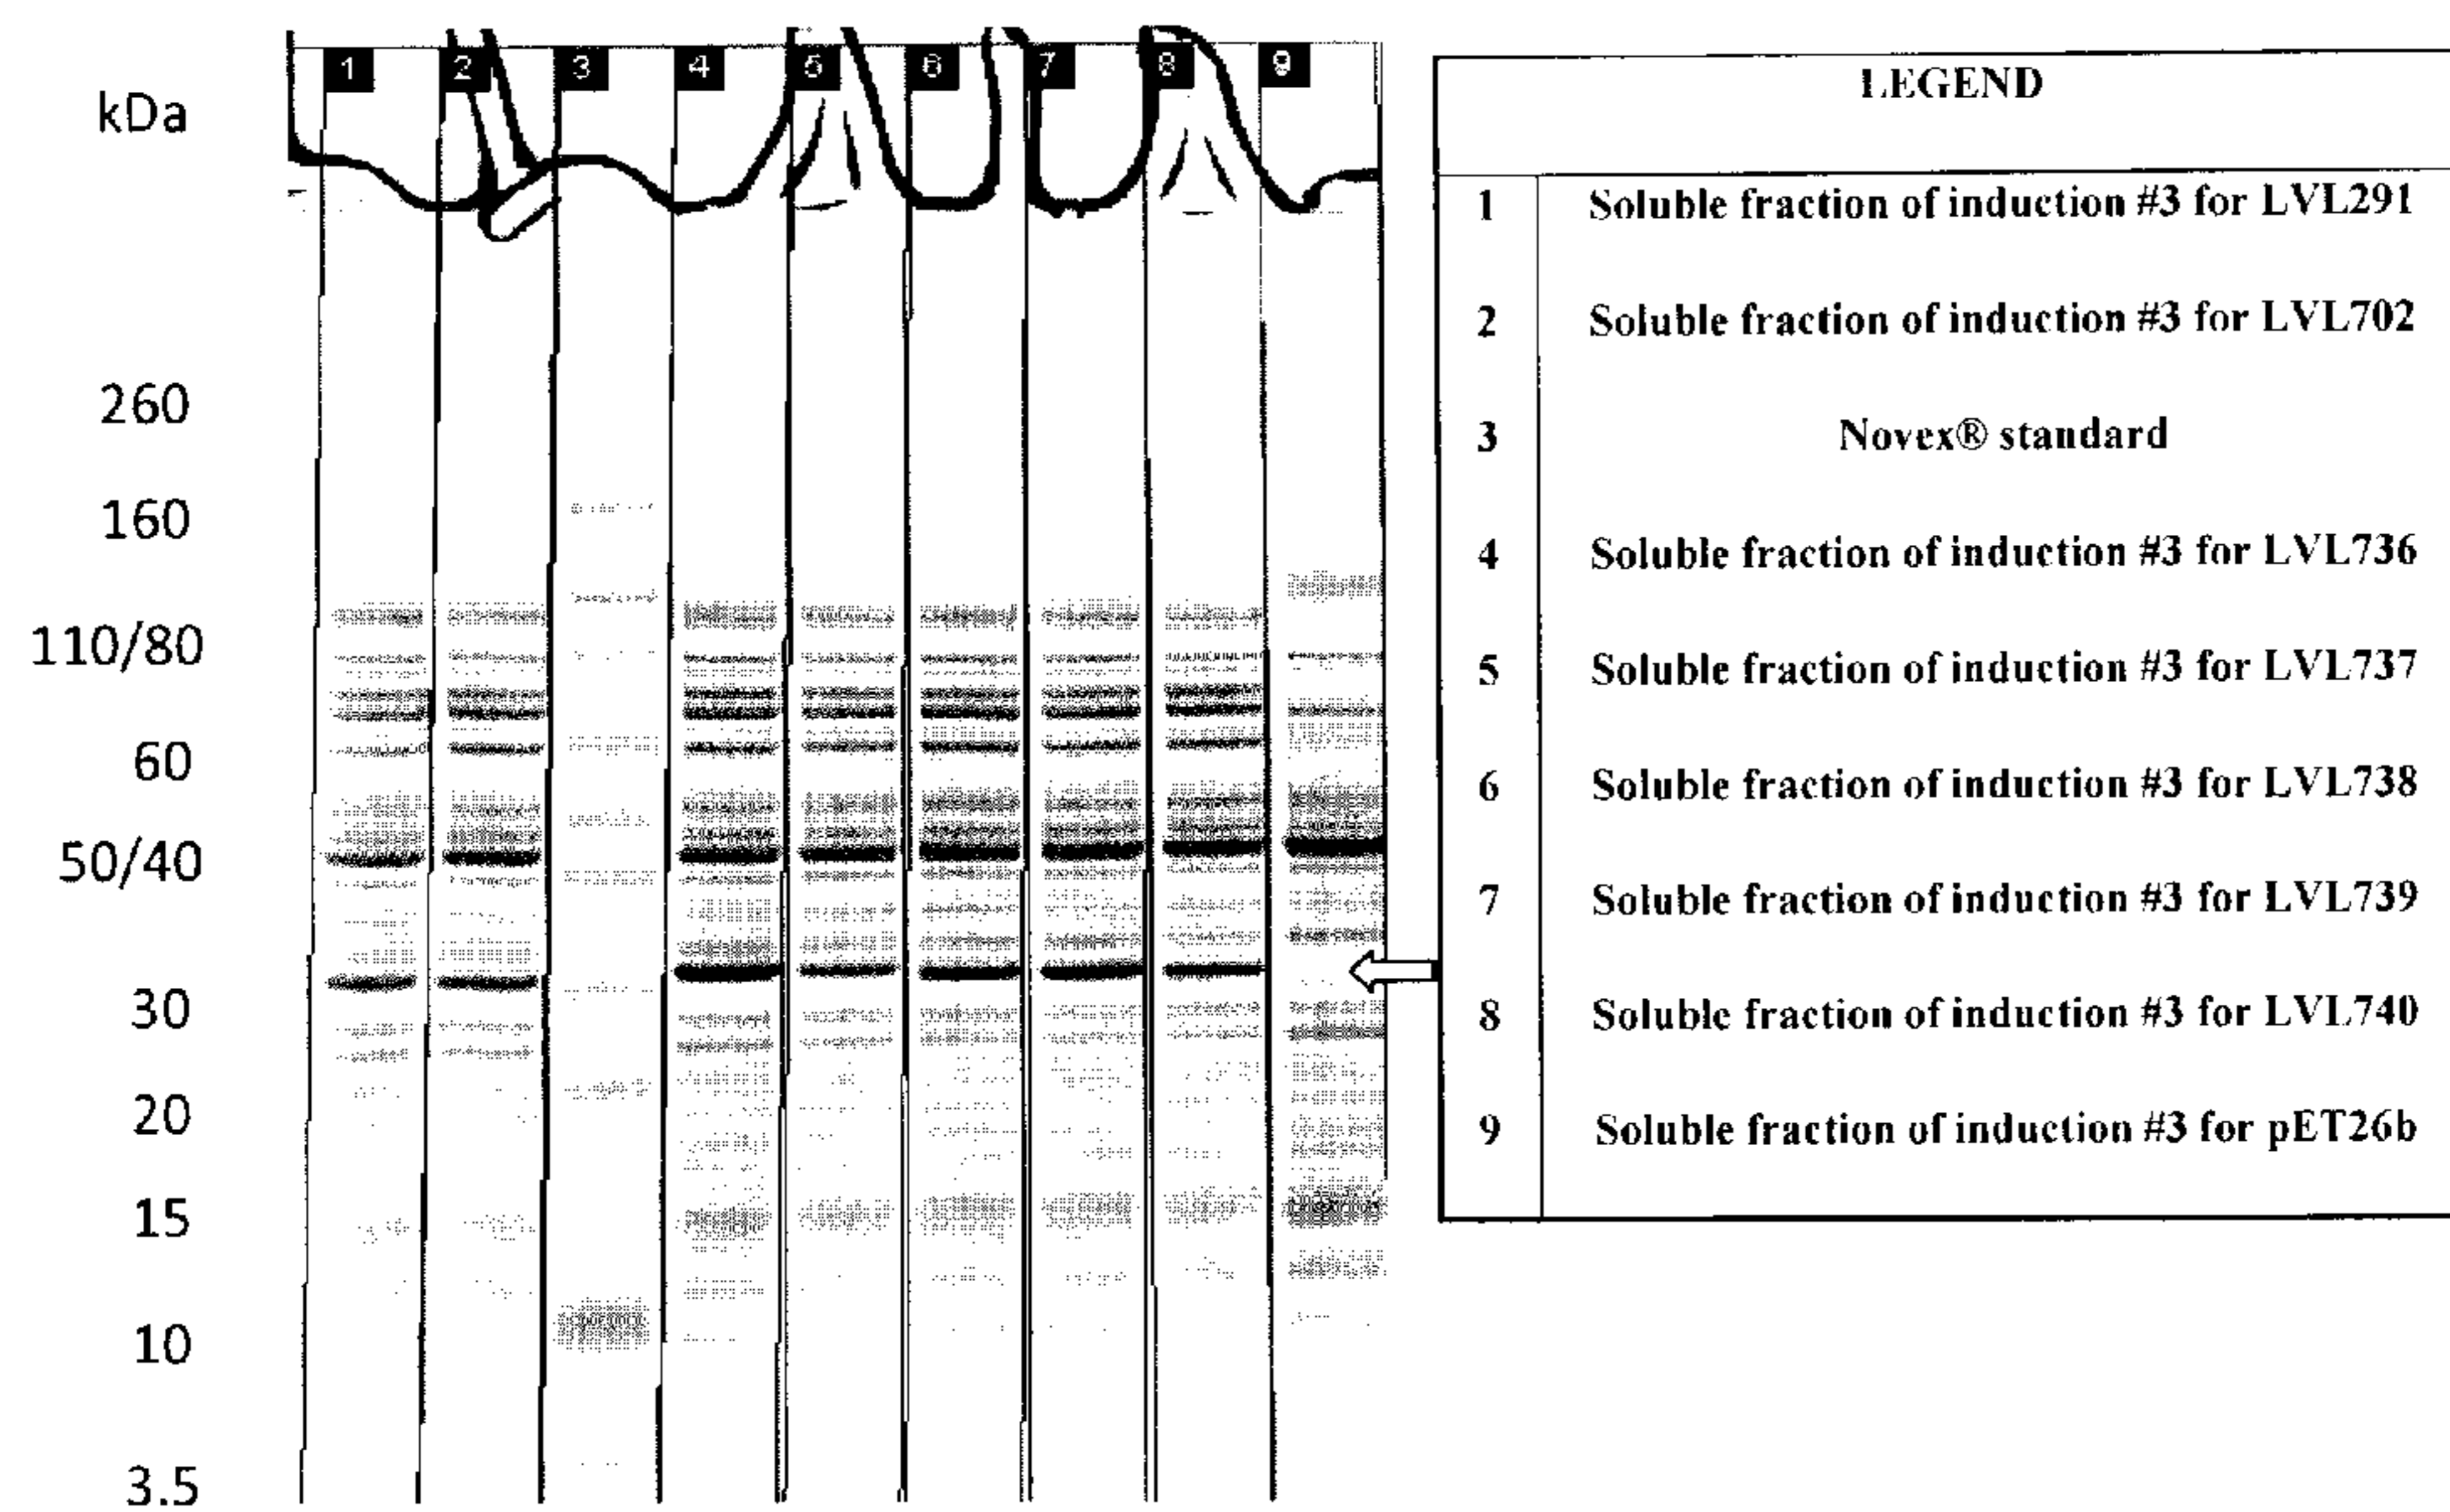 1 2 3 4 5 6 7 8 9
kDa
260
160
110/80
60
50/40
30
20
15
10
3.5
LEGEND
1 Soluble fraction of induction #3 for LVL291
2 Soluble fraction of induction #3 for LVL702
3 Novex® standard
4 Soluble fraction of induction #3 for LVL736
5 Soluble fraction of induction #3 for LVL737
6 Soluble fraction of induction #3 for LVL738
7 Soluble fraction of induction #3 for LVL739
8 Soluble fraction of induction #3 for LVL740
9 Soluble fraction of induction #3 for pET26b